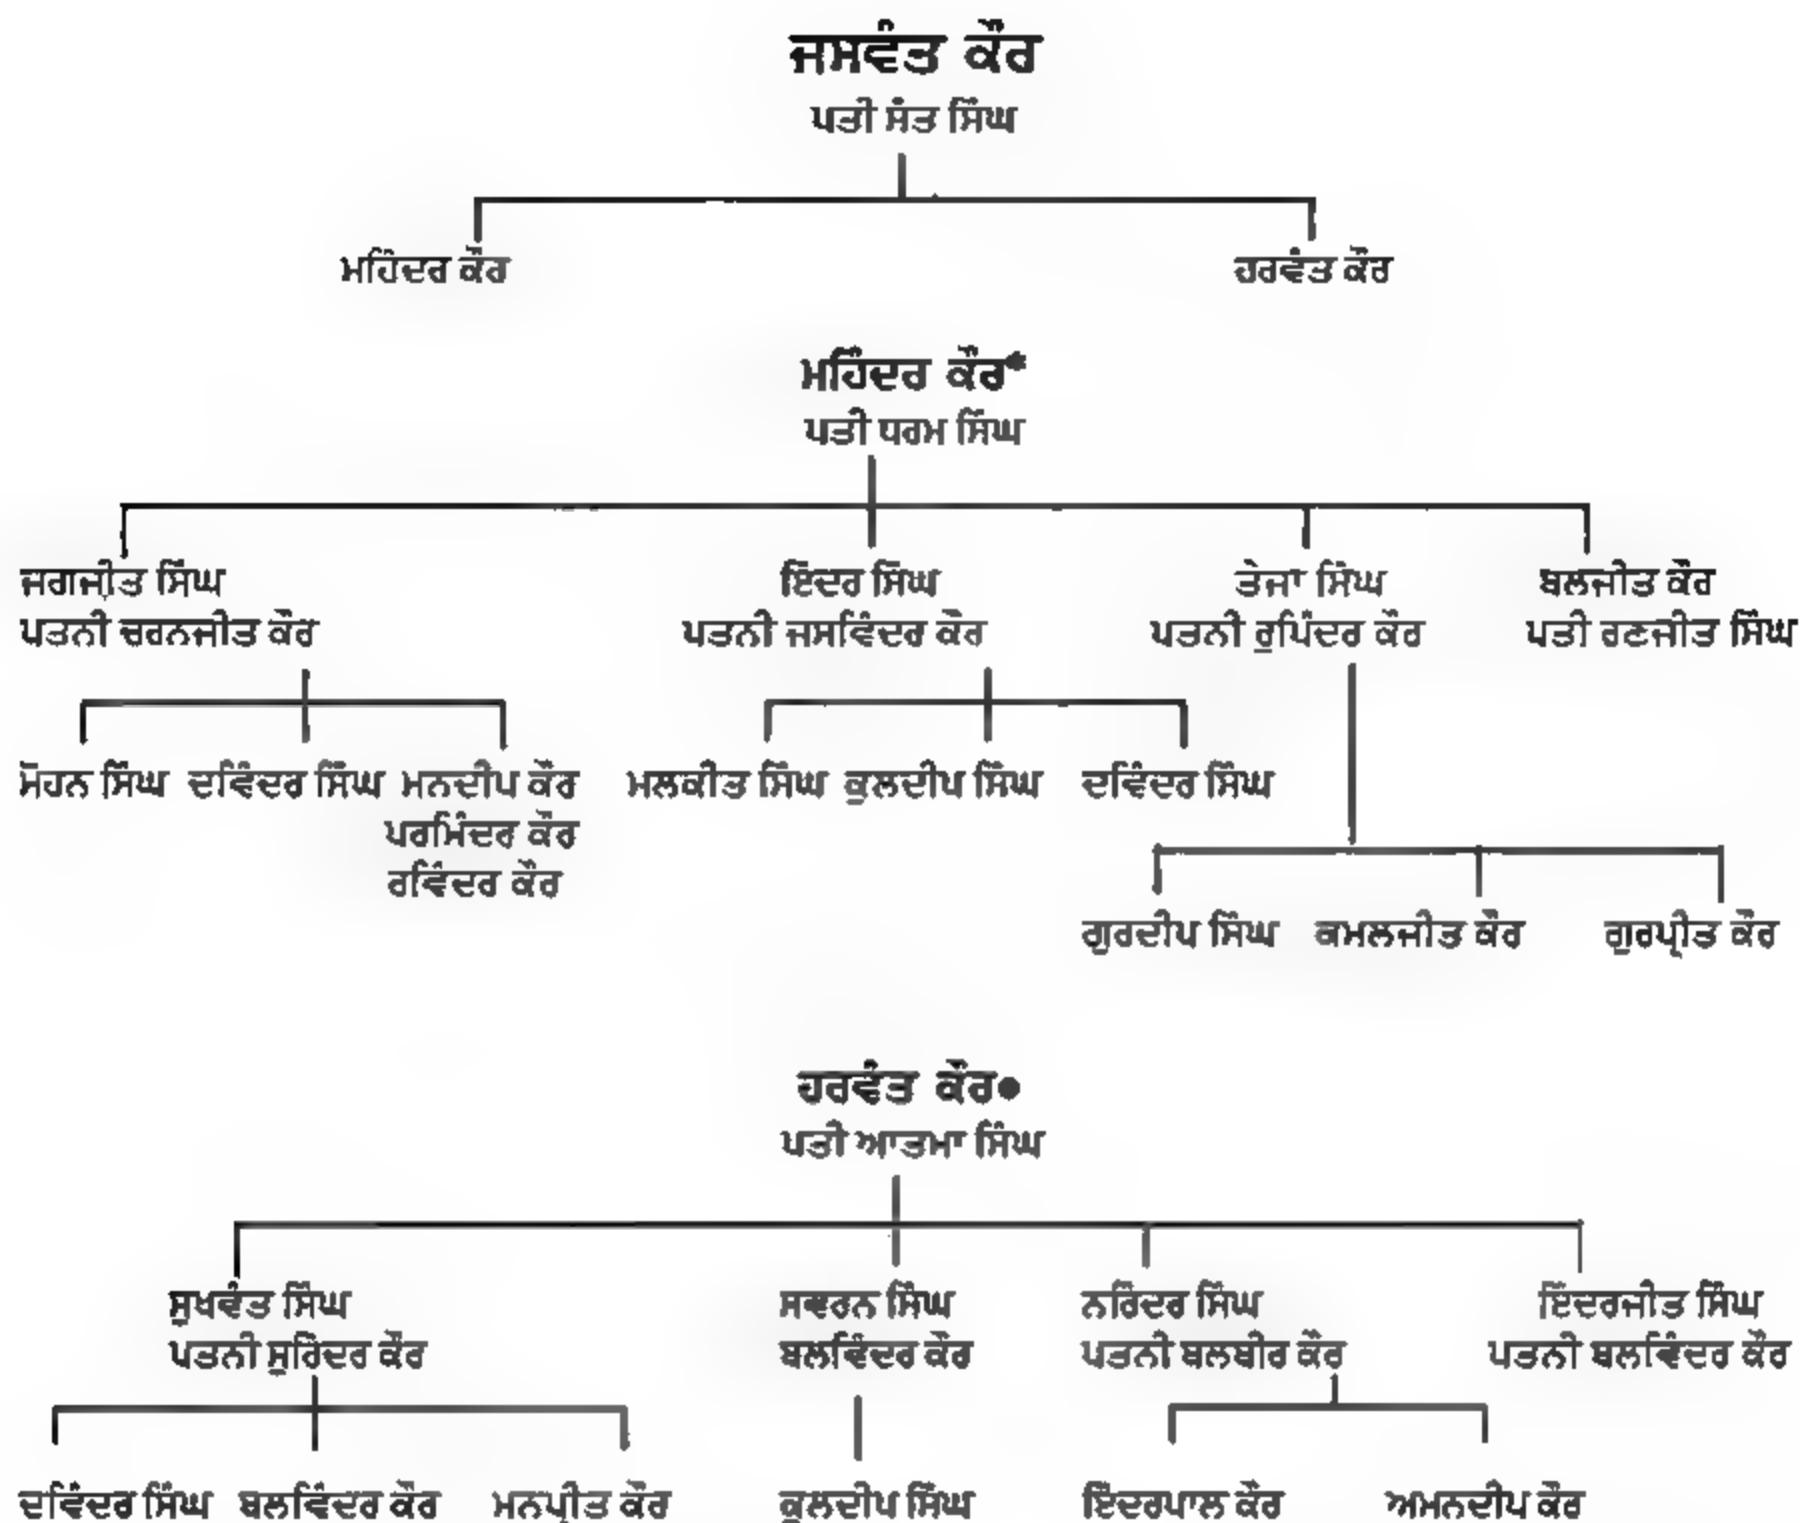 ਜਸਵੰਤ ਕੌਰ
ਪਤੀ ਸੰਤ ਸਿੰਘ
ਮਹਿੰਦਰ ਕੌਰ ਹਰਵੰਤ ਕੌਰ
ਮਹਿੰਦਰ ਕੌਰ*
ਪਤੀ ਧਰਮ ਸਿੰਘ
ਜਗਜੀਤ ਸਿੰਘ ਇੰਦਰ ਸਿੰਘ ਤੇਜਾ ਸਿੰਘ ਬਲਜੀਤ ਕੌਰ
ਪਤਨੀ ਚਰਨਜੀਤ ਕੌਰ ਪਤਨੀ ਜਸਵਿੰਦਰ ਕੌਰ ਪਤਨੀ ਰੁਪਿੰਦਰ ਕੌਰ ਪਤੀ ਰਣਜੀਤ ਸਿੰਘ
ਮੋਹਨ ਸਿੰਘ ਦਵਿੰਦਰ ਸਿੰਘ ਮਨਦੀਪ ਕੌਰ ਮਲਕੀਤ ਸਿੰਘ ਕੁਲਦੀਪ ਸਿੰਘ ਦਵਿੰਦਰ ਸਿੰਘ
ਪਰਮਿੰਦਰ ਕੌਰ
ਰਵਿੰਦਰ ਕੌਰ
ਗੁਰਦੀਪ ਸਿੰਘ ਕਮਲਜੀਤ ਕੌਰ ਗੁਰਪ੍ਰੀਤ ਕੌਰ
ਹਰਵੰਤ ਕੌਰ●
ਪਤੀ ਆਤਮਾ ਸਿੰਘ
ਸੁਖਵੰਤ ਸਿੰਘ ਸਵਰਨ ਸਿੰਘ ਨਰਿੰਦਰ ਸਿੰਘ ਇੰਦਰਜੀਤ ਸਿੰਘ
ਪਤਨੀ ਸੁਰਿੰਦਰ ਕੌਰ ਬਲਵਿੰਦਰ ਕੌਰ ਪਤਨੀ ਬਲਬੀਰ ਕੌਰ ਪਤਨੀ ਬਲਵਿੰਦਰ ਕੌਰ
ਦਵਿੰਦਰ ਸਿੰਘ ਬਲਵਿੰਦਰ ਕੌਰ ਮਨਪ੍ਰੀਤ ਕੌਰ ਕੁਲਦੀਪ ਸਿੰਘ ਇੰਦਰਪਾਲ ਕੌਰ ਅਮਨਦੀਪ ਕੌਰ